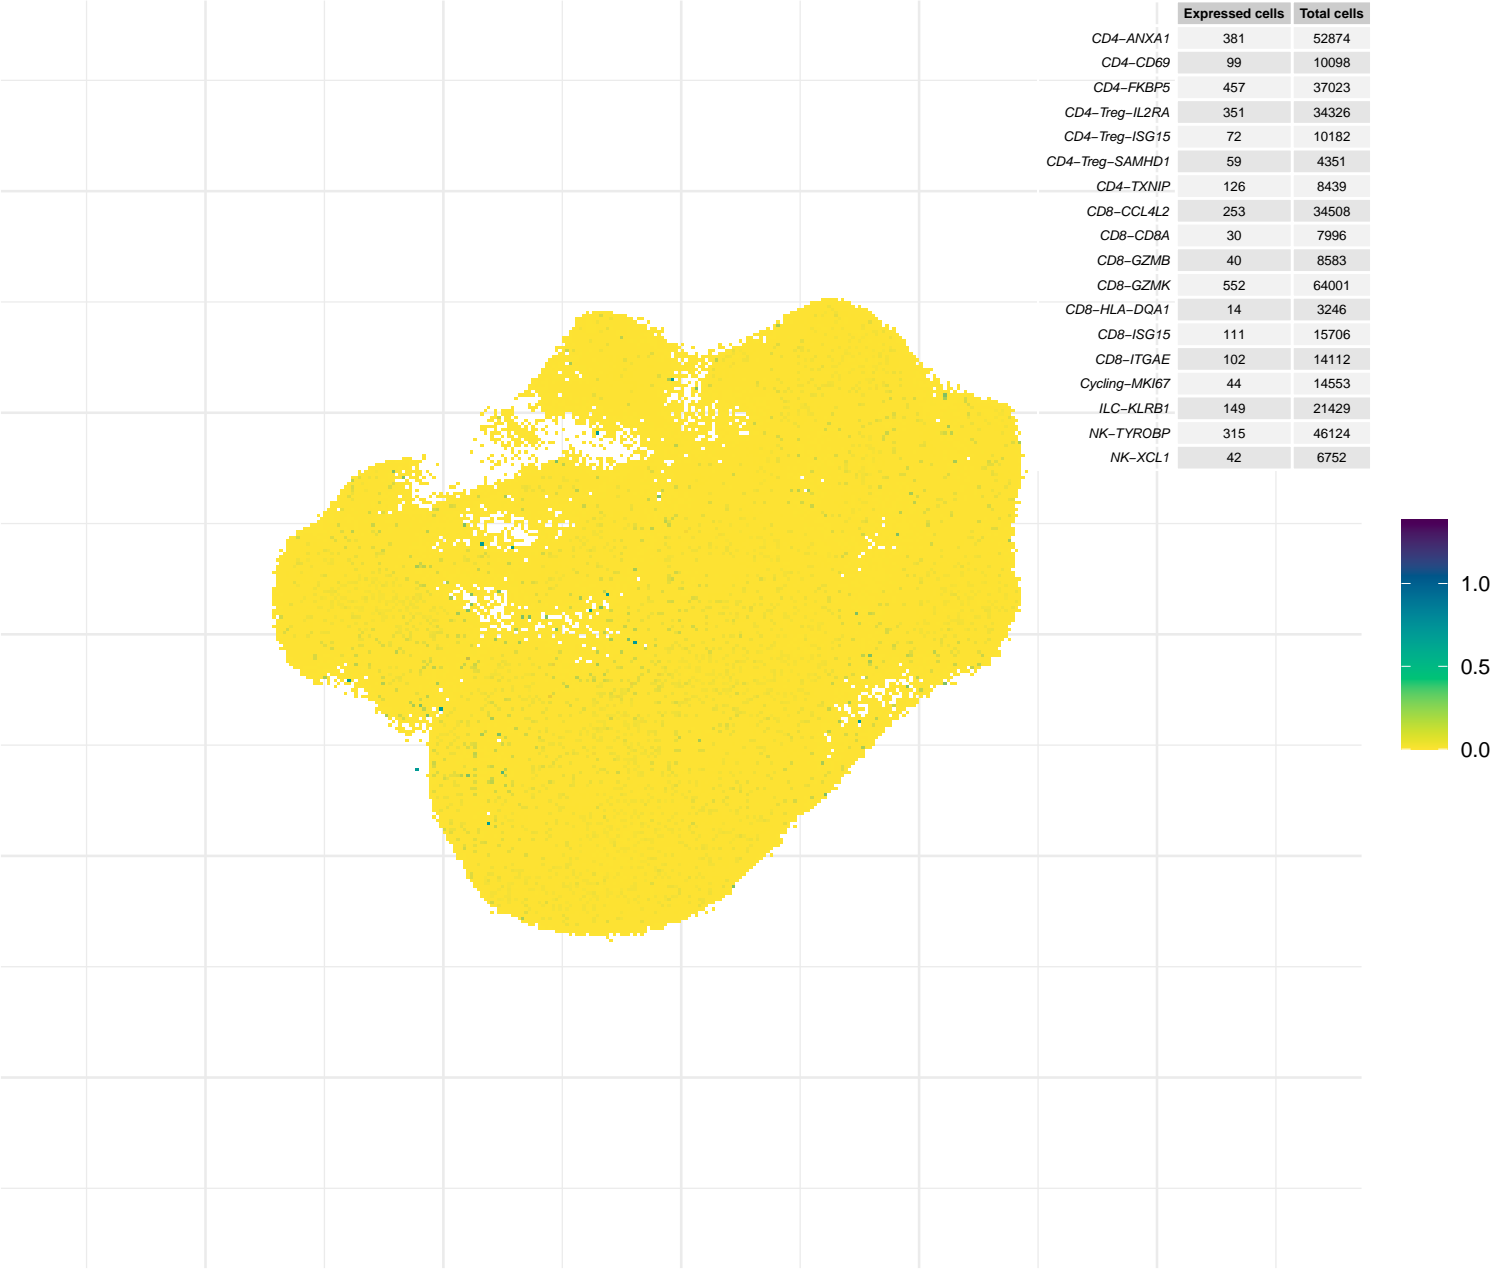 Expressed cells Total cells
CD4−ANXA1 381 52874
CD4−CD69 99 10098
CD4−FKBP5 457 37023
CD4−Treg−IL2RA 351 34326
CD4−Treg−ISG15 72 10182
CD4−Treg−SAMHD1 59 4351
CD4−TXNIP 126 8439
CD8−CCL4L2 253 34508
CD8−CD8A 30 7996
CD8−GZMB 40 8583
CD8−GZMK 552 64001
CD8−HLA−DQA1 14 3246
CD8−ISG15 111 15706
CD8−ITGAE 102 14112
Cycling−MKI67 44 14553
ILC−KLRB1 149 21429
NK−TYROBP 315 46124
NK−XCL1 42 6752
1.0
0.5
0.0